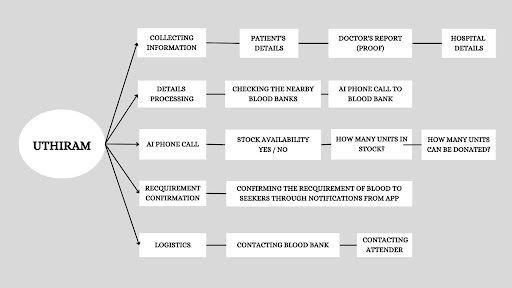 UTHIRAM
COLLECTING
INFORMATION
PATIENT'S
DETAILS
DOCTOR'S REPORT
(PROOF)
HOSPITAL
DETAILS
DETAILS
PROCESSING
CHECKING THE NEARBY
BLOOD BANKS
AI PHONE CALL TO
BLOOD BANK
AI PHONE CALL
STOCK AVAILABILITY
YES / NO
HOW MANY UNITS IN
STOCK?
HOW MANY UNITS
CAN BE DONATED?
RECQUIREMENT
CONFIRMATION
CONFIRMING THE RECQUIREMENT OF BLOOD TO
SEEKERS THROUGH NOTIFICATIONS FROM APP
LOGISTICS
CONTACTING BLOOD BANK
CONTACTING
ATTENDER